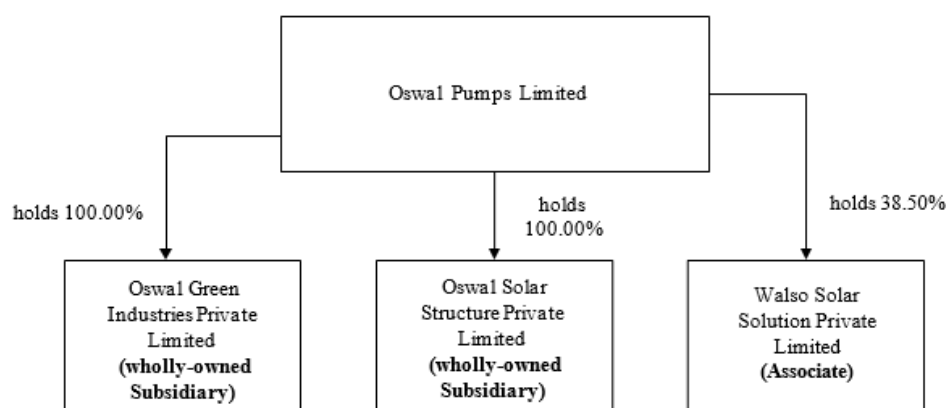 Oswal Pumps Limited
holds 100.00%
holds
100.00%
holds 38.50%
Oswal Green
Industries Private
Limited
(wholly-owned
Subsidiary)
Oswal Solar
Structure Private
Limited
(wholly-owned
Subsidiary)
Walso Solar
Solution Private
Limited
(Associate)